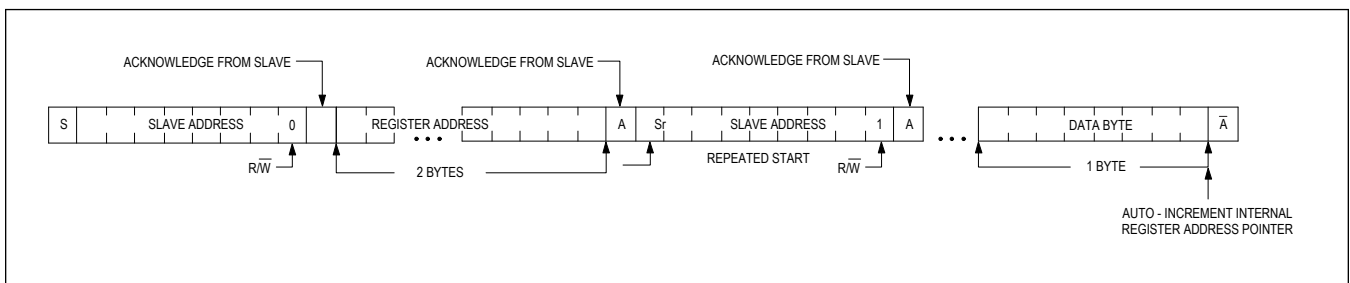 ACKNOWLEDGE FROM SLAVE ACKNOWLEDGE FROM SLAVE ACKNOWLEDGE FROM SLAVE
S SLAVE ADDRESS 0 REGISTER ADDRESS A Sr SLAVE ADDRESS 1 A DATA BYTE A̅
R/W̅ 2 BYTES REPEATED START R/W̅ 1 BYTE
AUTO - INCREMENT INTERNAL
REGISTER ADDRESS POINTER